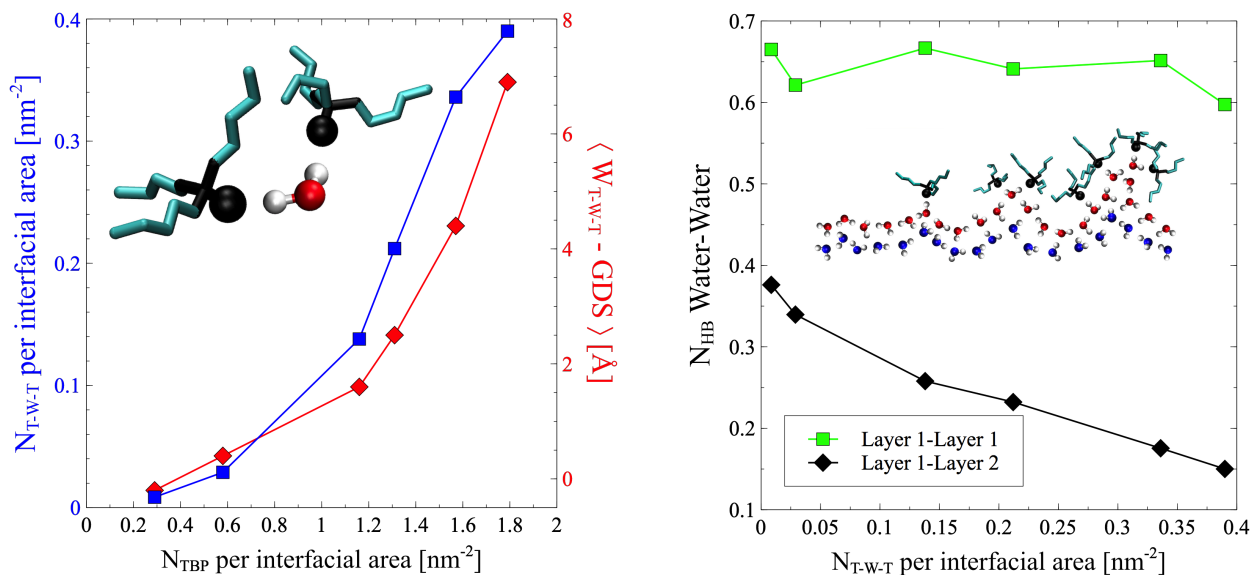 0.4
0.3
0.2
0.1
0
N_T-W-T per interfacial area [nm⁻²]
8
6
4
2
0
⟨ W_T-W-T - GDS ⟩ [Å]
0 0.2 0.4 0.6 0.8 1 1.2 1.4 1.6 1.8 2
N_TBP per interfacial area [nm⁻²]
0.7
0.6
0.5
0.4
0.3
0.2
0.1
N_HB Water-Water
Layer 1-Layer 1
Layer 1-Layer 2
0 0.05 0.1 0.15 0.2 0.25 0.3 0.35 0.4
N_T-W-T per interfacial area [nm⁻²]